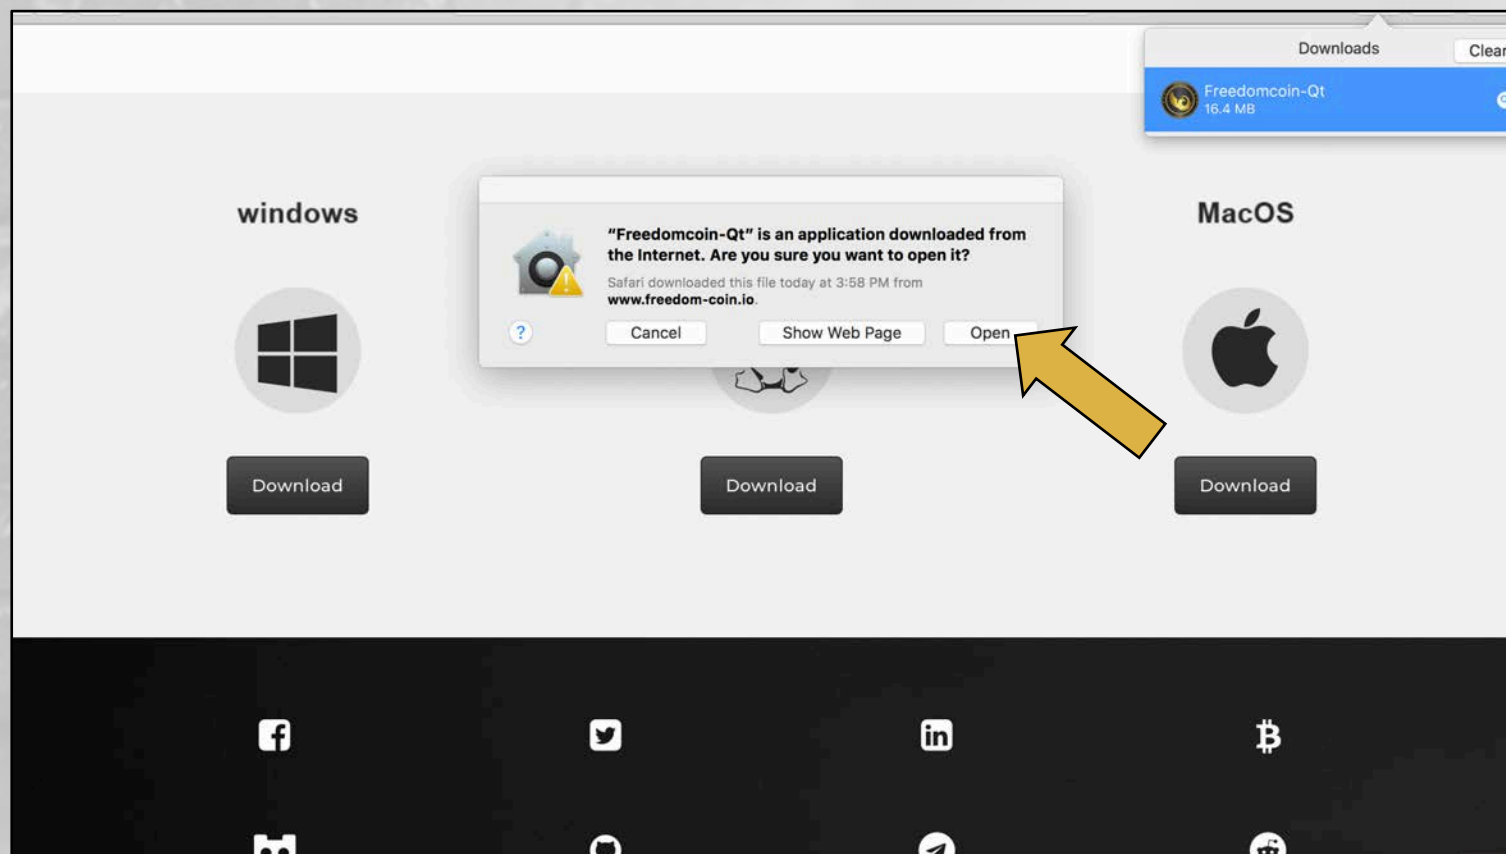 Downloads
Clear
Freedomcoin-Qt
16.4 MB
windows
MacOS
“Freedomcoin-Qt” is an application downloaded from
the Internet. Are you sure you want to open it?
Safari downloaded this file today at 3:58 PM from
www.freedom-coin.io.
?
Cancel
Show Web Page
Open
Download
Download
Download